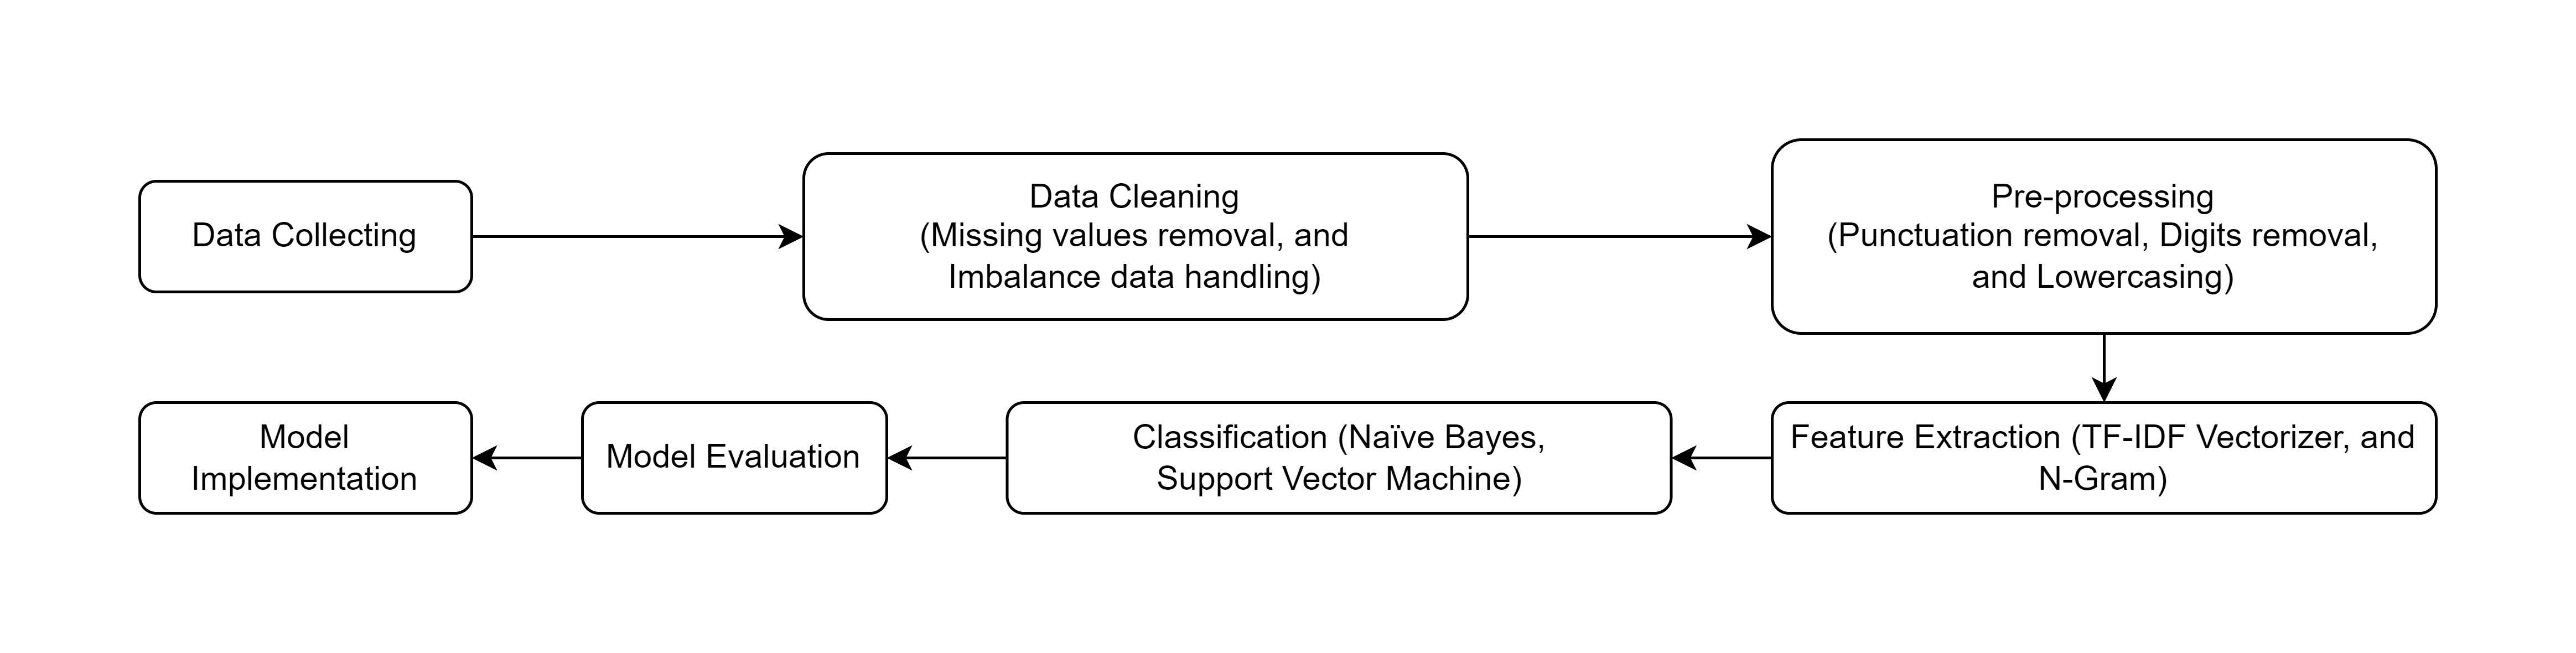 Data Collecting
Data Cleaning
(Missing values removal, and
Imbalance data handling)
Pre-processing
(Punctuation removal, Digits removal,
and Lowercasing)
Feature Extraction (TF-IDF Vectorizer, and
N-Gram)
Classification (Naïve Bayes,
Support Vector Machine)
Model Evaluation
Model
Implementation